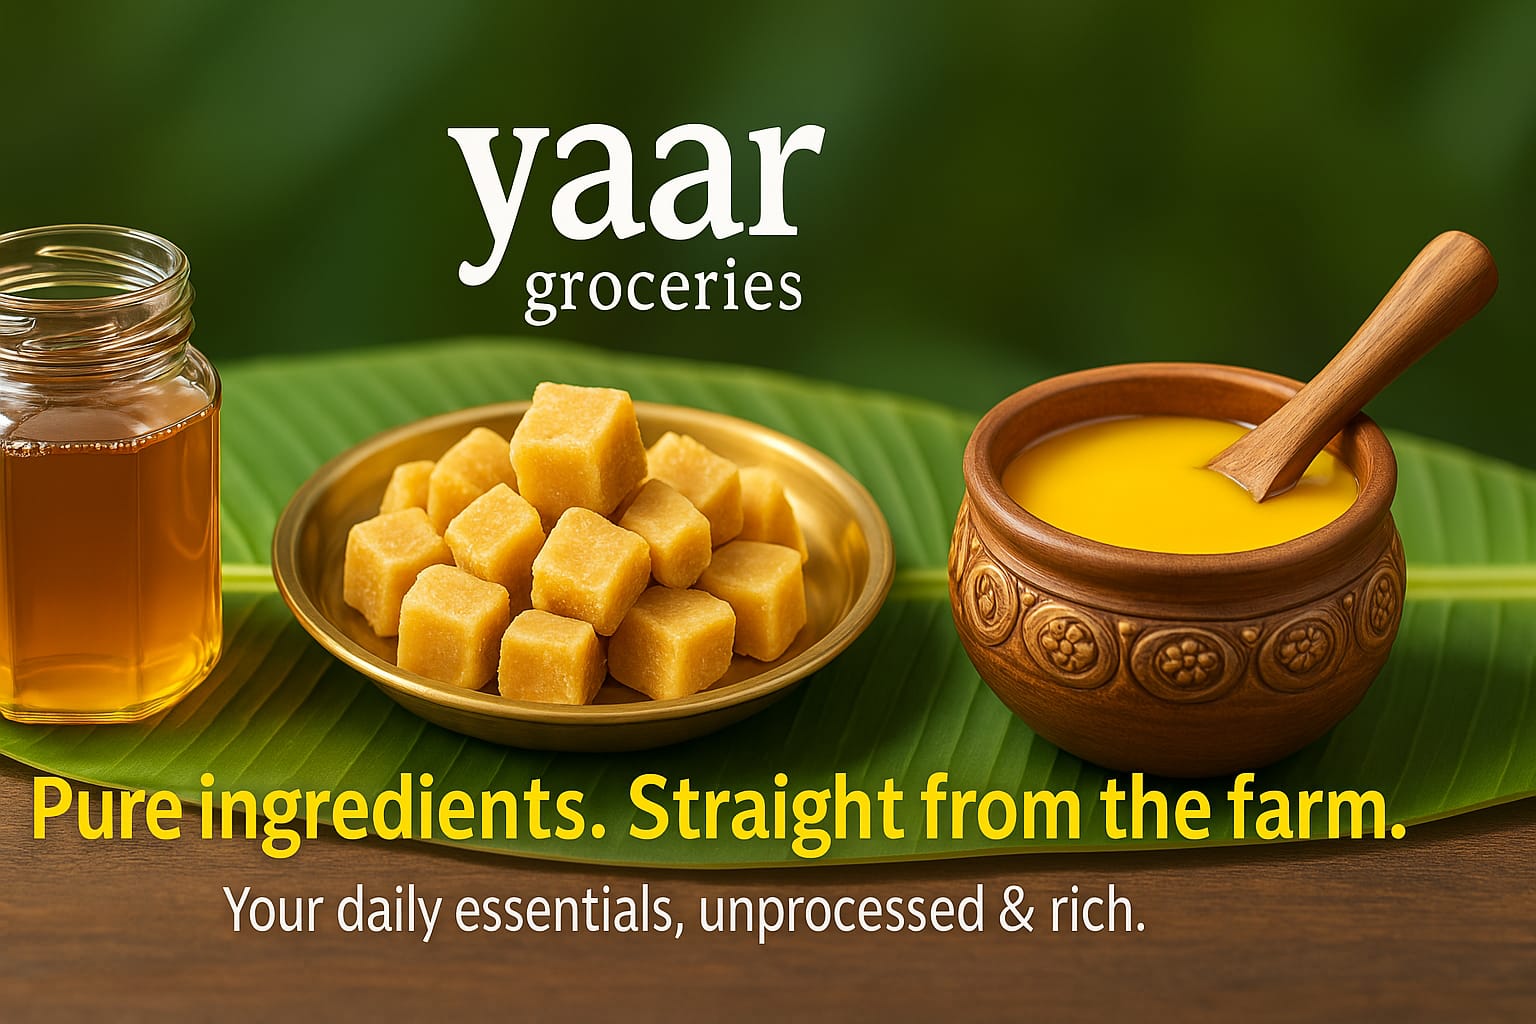 yaar
groceries
Pure ingredients. Straight from the farm.
Your daily essentials, unprocessed & rich.